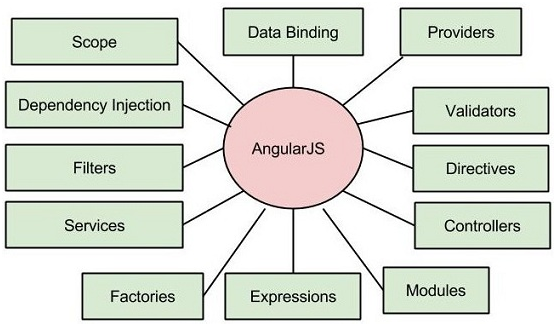 Scope
Data Binding
Providers
Dependency Injection
Validators
AngularJS
Filters
Directives
Services
Controllers
Factories
Expressions
Modules